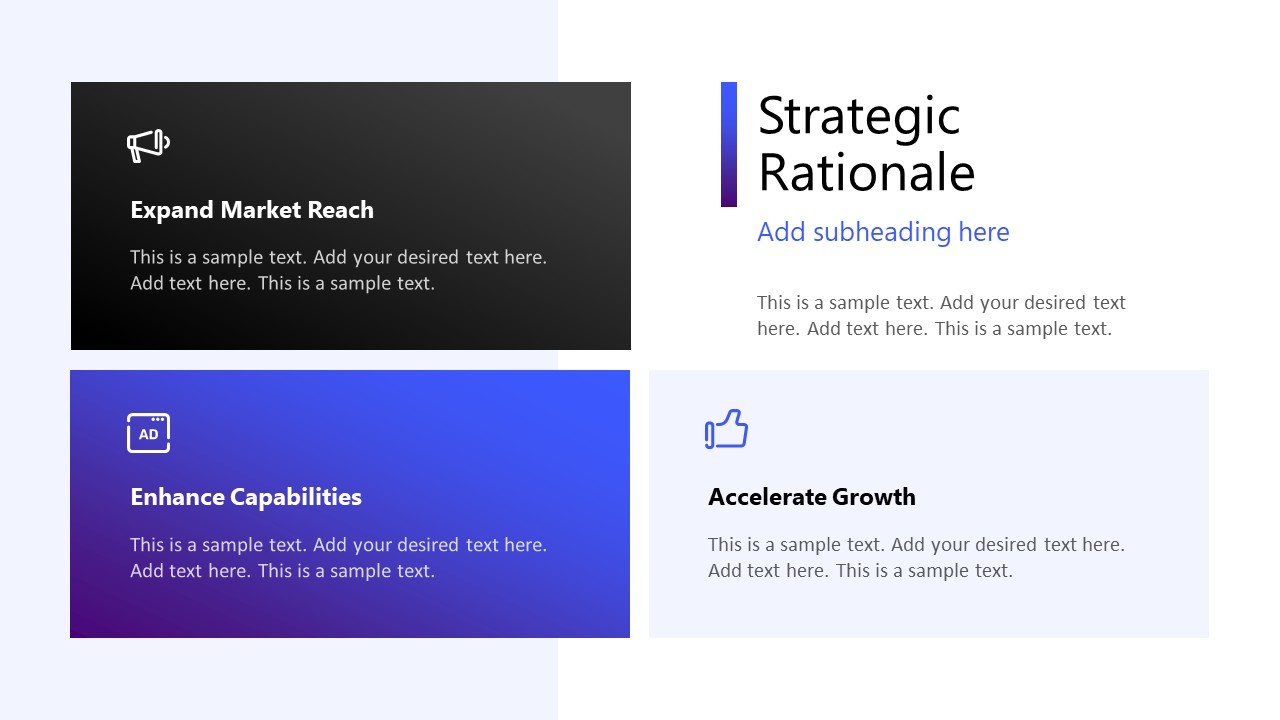 Strategic
Rationale
Add subheading here
This is a sample text. Add your desired text
here. Add text here. This is a sample text.
Expand Market Reach
This is a sample text. Add your desired text here.
Add text here. This is a sample text.
AD
Enhance Capabilities
This is a sample text. Add your desired text here.
Add text here. This is a sample text.
Accelerate Growth
This is a sample text. Add your desired text here.
Add text here. This is a sample text.